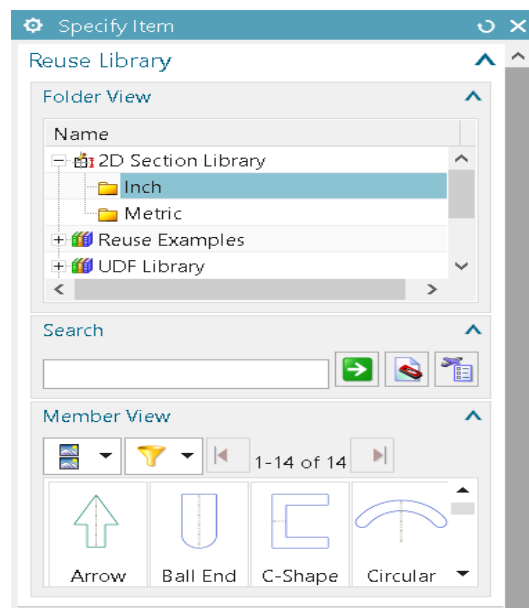 Specify Item
Reuse Library
Folder View
Name
2D Section Library
Inch
Metric
Reuse Examples
UDF Library
Search
Member View
1-14 of 14
Arrow Ball End C-Shape Circular